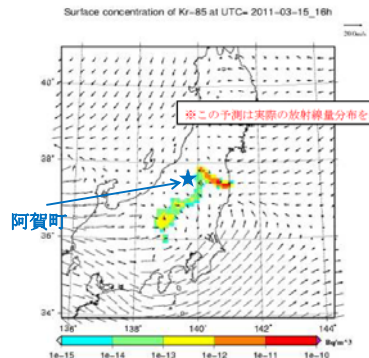 Surface concentration of Kr-85 at UTC= 2011-03-15_16h
200m/s
40°
※この予測は実際の放射線量分布を
38°
阿賀町
36°
34°
136° 138° 140° 142° 144°
Bq/m^3
1e-15 1e-14 1e-13 1e-12 1e-11 1e-10